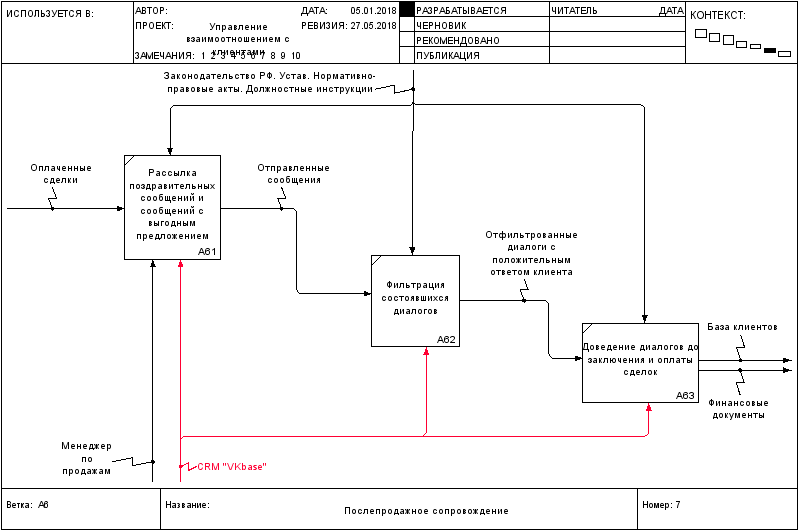 ИСПОЛЬЗУЕТСЯ В:
АВТОР:
ДАТА: 05.01.2018
РАЗРАБАТЫВАЕТСЯ
ЧИТАТЕЛЬ
ДАТА
КОНТЕКСТ:
ПРОЕКТ:
Управление
взаимоотношением с
клиентами
РЕВИЗИЯ: 27.05.2018
ЧЕРНОВИК
РЕКОМЕНДОВАНО
ЗАМЕЧАНИЯ: 1 2 3 4 5 6 7 8 9 10
ПУБЛИКАЦИЯ
Законодательство РФ. Устав. Нормативно-
правовые акты. Должностные инструкции
Оплаченные
сделки
Рассылка
поздравительных
сообщений и
сообщений с
выгодным
предложением
A61
Отправленные
сообщения
Фильтрация
состоявшихся
диалогов
A62
Отфильтрованные
диалоги с
положительным
ответом клиента
Доведение диалогов до
заключения и оплаты
сделок
A63
База клиентов
Финансовые
документы
Менеджер
по
продажам
CRM "VKbase"
Ветка: A6
Название:
Послепродажное сопровождение
Номер: 7